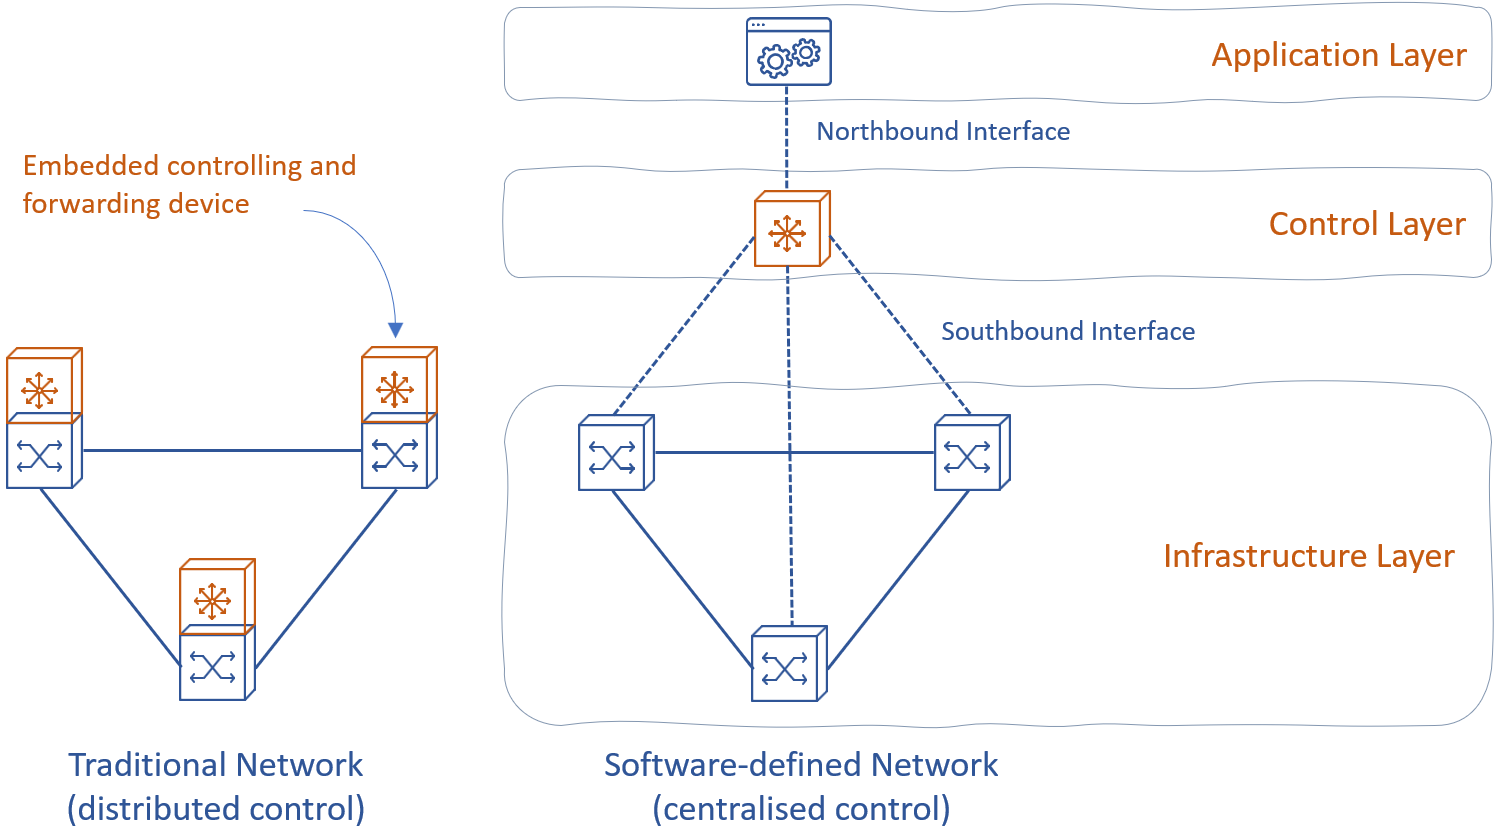 Application Layer
Northbound Interface
Embedded controlling and
forwarding device
Control Layer
Southbound Interface
Infrastructure Layer
Traditional Network
(distributed control)
Software-defined Network
(centralised control)